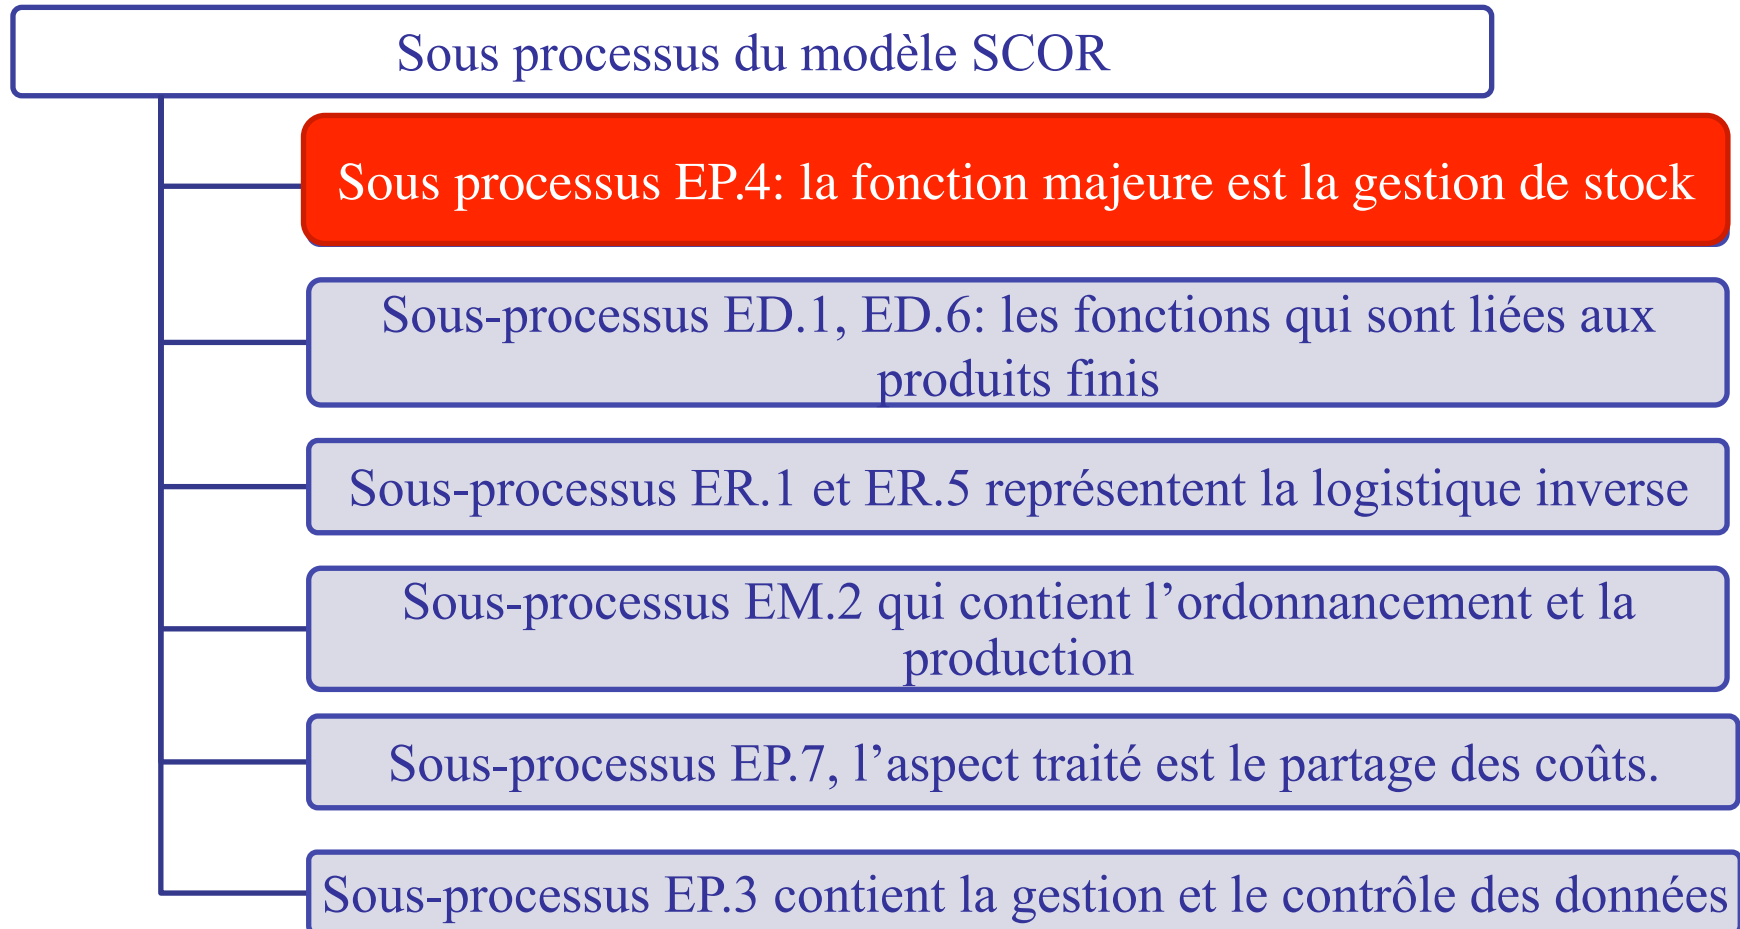 Sous processus du modèle SCOR
Sous processus EP.4: la fonction majeure est la gestion de stock
Sous-processus ED.1, ED.6: les fonctions qui sont liées aux
produits finis
Sous-processus ER.1 et ER.5 représentent la logistique inverse
Sous-processus EM.2 qui contient l’ordonnancement et la
production
Sous-processus EP.7, l’aspect traité est le partage des coûts.
Sous-processus EP.3 contient la gestion et le contrôle des données